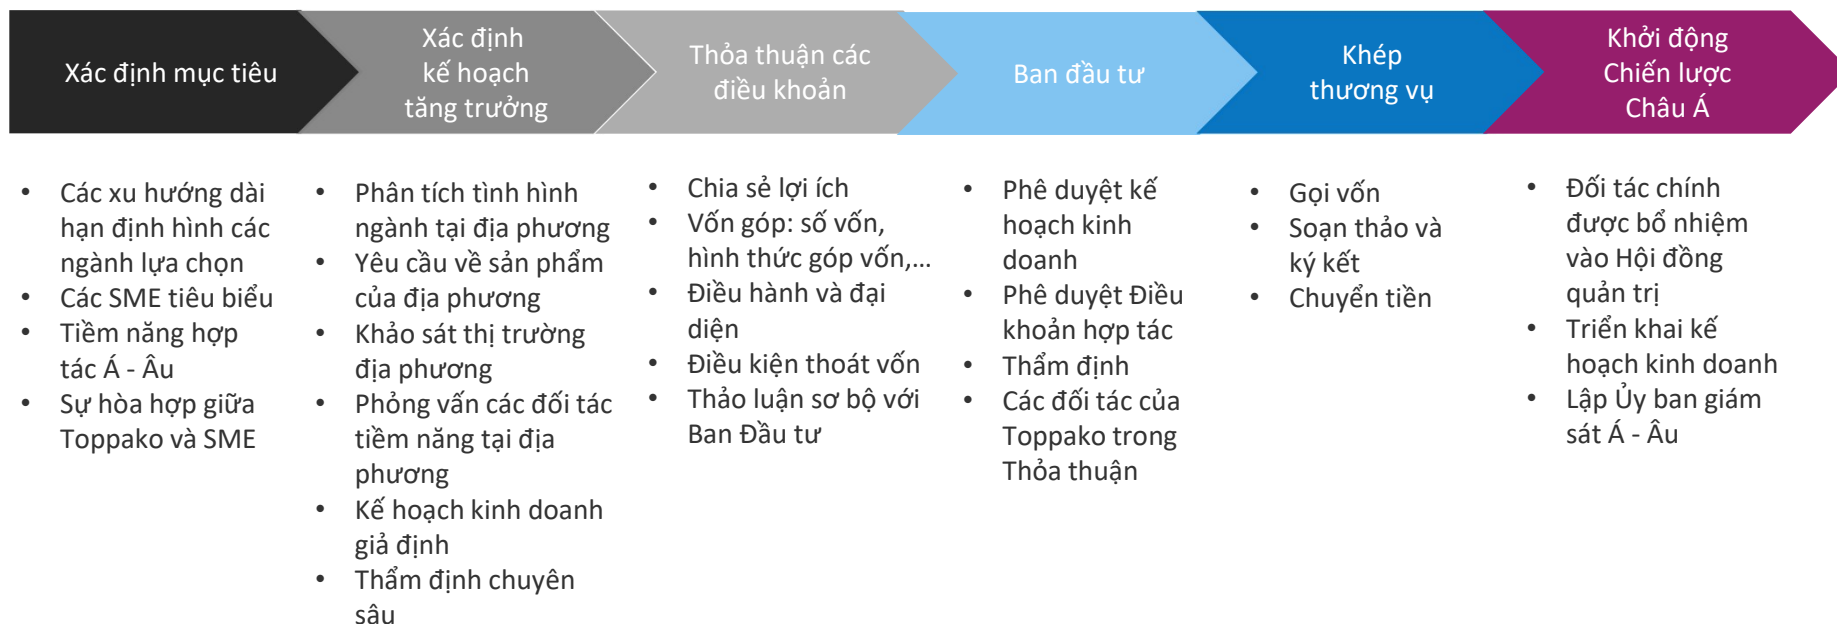 Xác định mục tiêu
Xác định
kế hoạch
tăng trưởng
Thỏa thuận các
điều khoản
Ban đầu tư
Khép
thương vụ
Khởi động
Chiến lược
Châu Á
• Các xu hướng dài
hạn định hình các
ngành lựa chọn
• Các SME tiêu biểu
• Tiềm năng hợp
tác Á - Âu
• Sự hòa hợp giữa
Toppako và SME
• Phân tích tình hình
ngành tại địa phương
• Yêu cầu về sản phẩm
của địa phương
• Khảo sát thị trường
địa phương
• Phỏng vấn các đối tác
tiềm năng tại địa
phương
• Kế hoạch kinh doanh
giả định
• Thẩm định chuyên
sâu
• Chia sẻ lợi ích
• Vốn góp: số vốn,
hình thức góp vốn,...
• Điều hành và đại
diện
• Điều kiện thoát vốn
• Thảo luận sơ bộ với
Ban Đầu tư
• Phê duyệt kế
hoạch kinh
doanh
• Phê duyệt Điều
khoản hợp tác
• Thẩm định
• Các đối tác của
Toppako trong
Thỏa thuận
• Gọi vốn
• Soạn thảo và
ký kết
• Chuyển tiền
• Đối tác chính
được bổ nhiệm
vào Hội đồng
quản trị
• Triển khai kế
hoạch kinh doanh
• Lập Ủy ban giám
sát Á - Âu